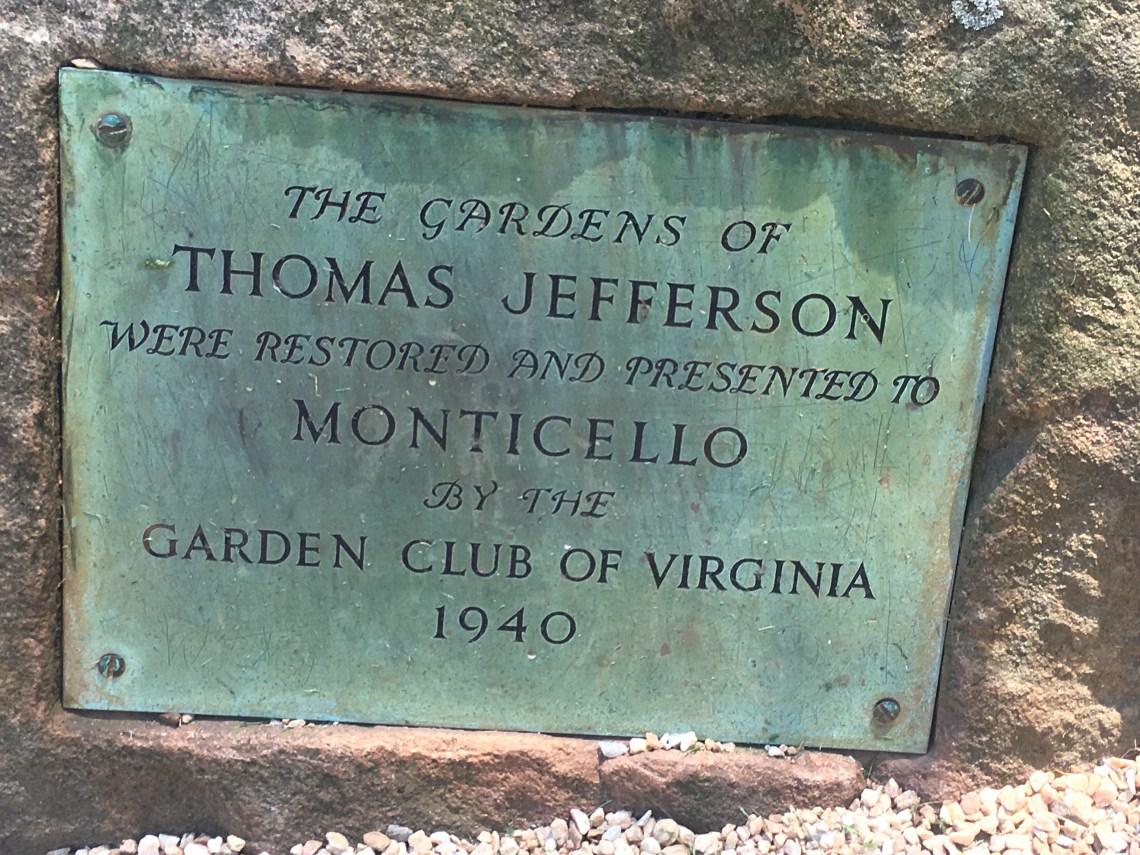 THE GARDENS OF
THOMAS JEFFERSON
WERE RESTORED AND PRESENTED TO
MONTICELLO
BY THE
GARDEN CLUB OF VIRGINIA
1940